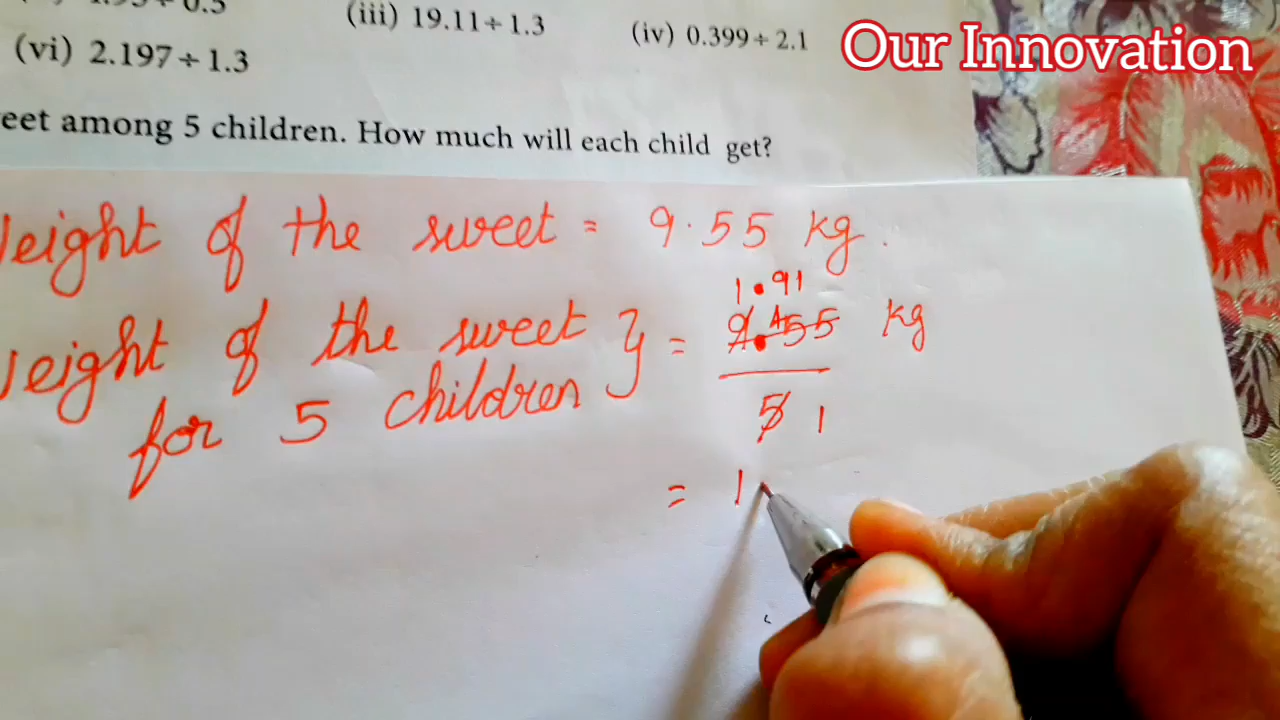 (iii) 19.11 ÷ 1.3
(iv) 0.399 ÷ 2.1
Our Innovation
(vi) 2.197 ÷ 1.3
eet among 5 children. How much will each child get?
eight of the sweet = 9.55 kg.
1.91
eight of the sweet } = 9.455 kg
for 5 children
5 1
= 1